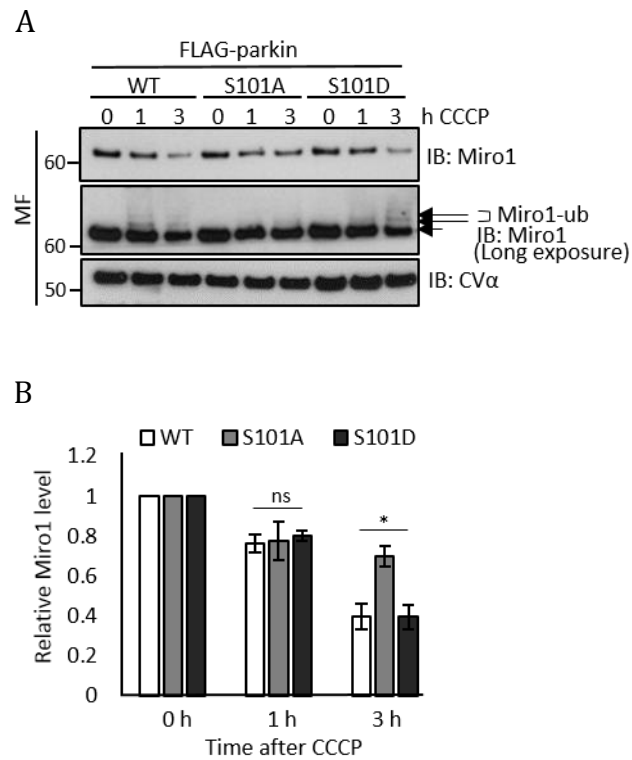 A
FLAG-parkin
WT S101A S101D
0 1 3 0 1 3 0 1 3 h CCCP
60 IB: Miro1
MF
Miro1-ub
60 IB: Miro1
(Long exposure)
50 IB: CVα
B
WT S101A S101D
1.2
1
0.8
0.6
0.4
0.2
0
Relative Miro1 level
ns
*
0 h 1 h 3 h
Time after CCCP